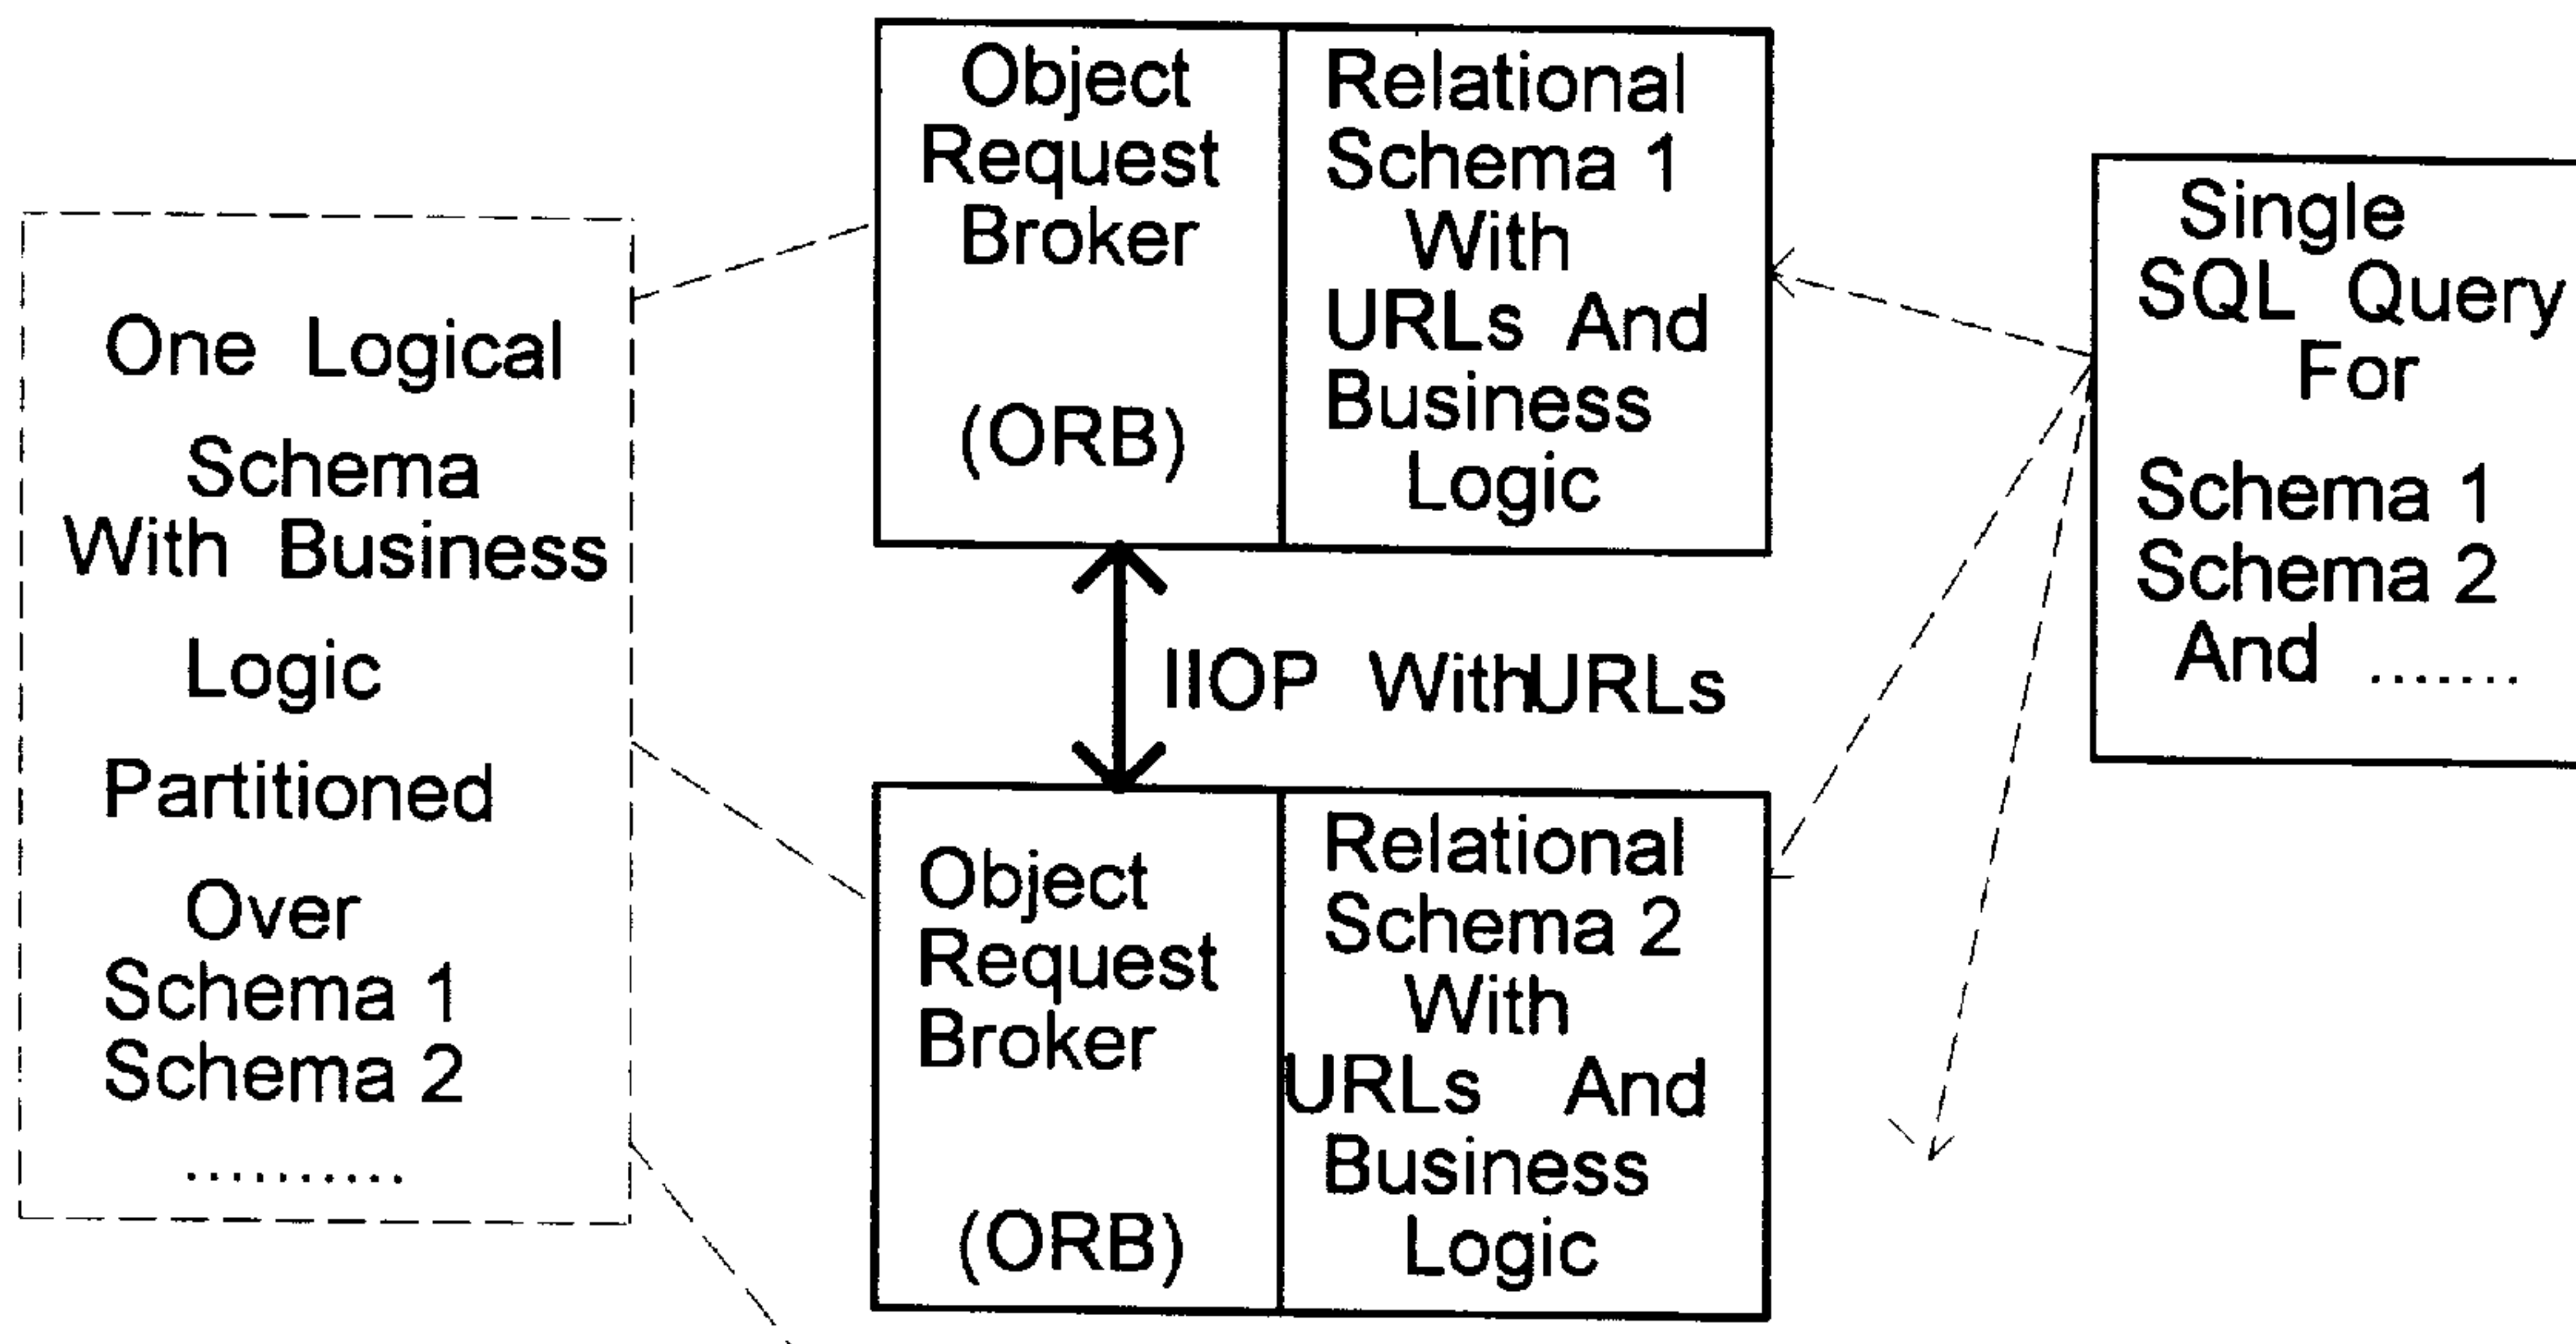 One Logical
Schema
With Business
Logic
Partitioned
Over
Schema 1
Schema 2
..........
Object
Request
Broker
(ORB)
Relational
Schema 1
With
URLs And
Business
Logic
IIOP WithURLs
Object
Request
Broker
(ORB)
Relational
Schema 2
With
URLs And
Business
Logic
Single
SQL Query
For
Schema 1
Schema 2
And .......